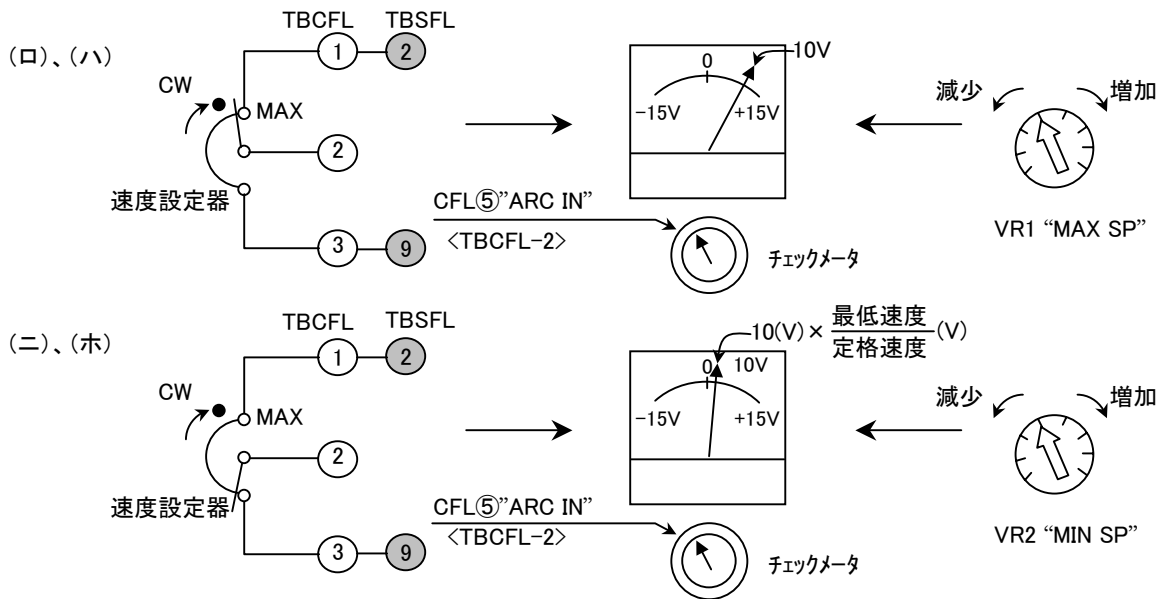 (ロ)、(ハ)
TBCFL TBSFL
1 2
CW
MAX
2
速度設定器
3 9
CFL⑤”ARC IN”
<TBCFL-2>
0
10V
-15V +15V
チェックメータ
減少 増加
VR1 “MAX SP”
(ニ)、(ホ)
TBCFL TBSFL
1 2
CW
MAX
2
速度設定器
3 9
CFL⑤”ARC IN”
<TBCFL-2>
10(V)× 最低速度
定格速度 (V)
0 10V
-15V +15V
チェックメータ
減少 増加
VR2 “MIN SP”